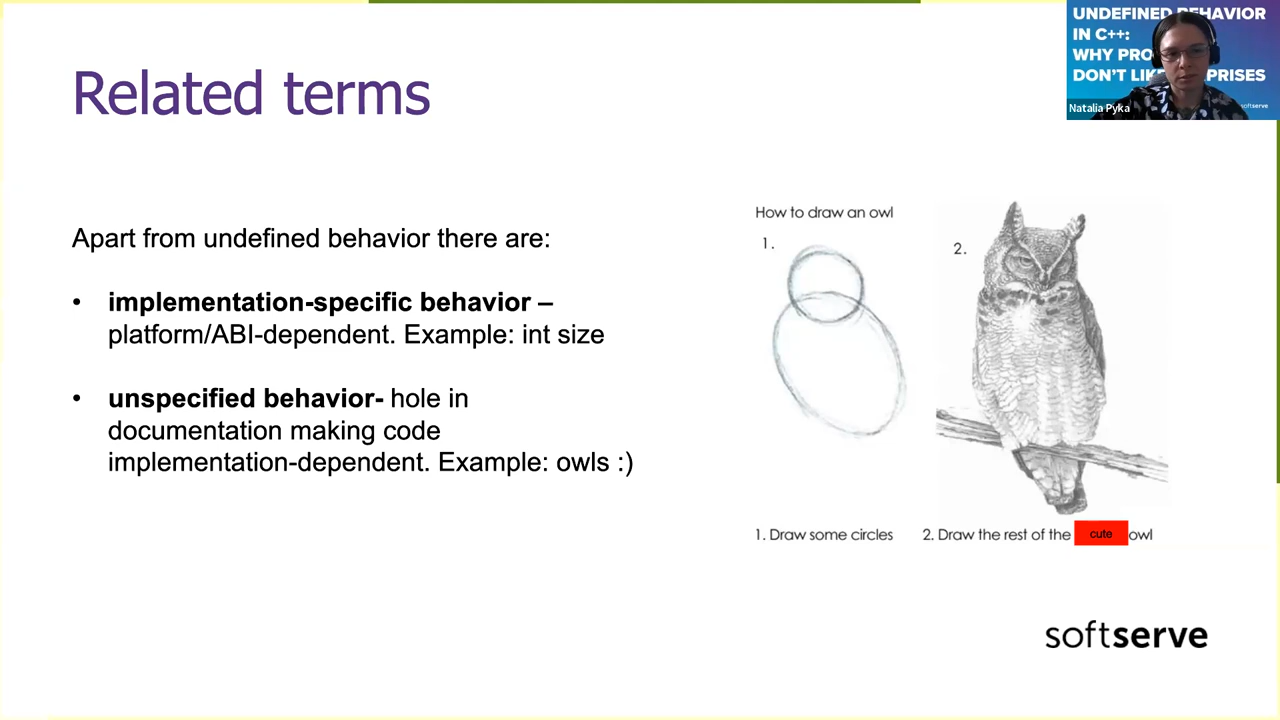 Related terms
Apart from undefined behavior there are:
• implementation-specific behavior –
platform/ABI-dependent. Example: int size
• unspecified behavior- hole in
documentation making code
implementation-dependent. Example: owls :)
How to draw an owl
1.
2.
1. Draw some circles
2. Draw the rest of the cute owl
softserve
UNDEFINED BEHAVIOR
IN C++:
WHY PRO
DON'T LIK PRISES
Natalia Pyka
softserve